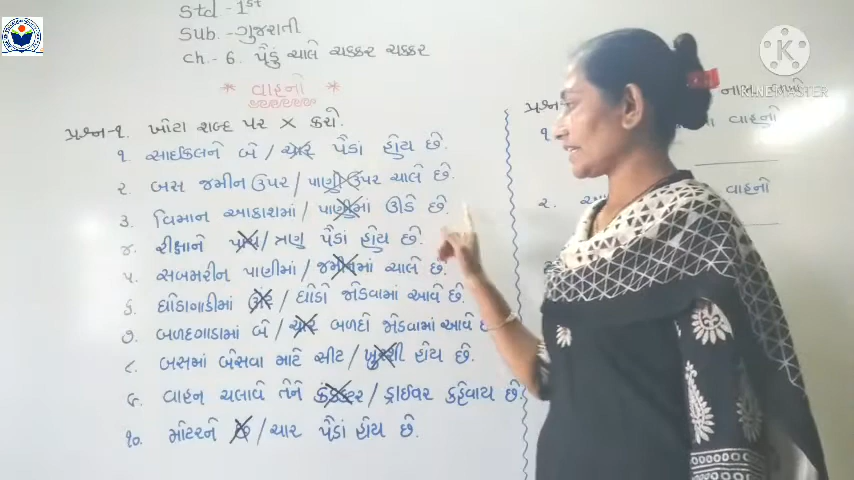 Std - 1st
Sub. - ગુજરાતી
Ch. - 6. પૈડું ચાલે ચક્કર ચક્કર
* વાહનો *
પ્રશ્ન-૧. ખોટા શબ્દ પર × કરો.
૧. સાઈકલને બે / ચાર પૈડાં હોય છે.
૨. બસ જમીન ઉપર / પાણી ઉપર ચાલે છે.
૩. વિમાન આકાશમાં / પાણીમાં ઊડે છે.
૪. રીક્ષાને પાંચ / ત્રણ પૈડાં હોય છે.
૫. સબમરીન પાણીમાં / જમીનમાં ચાલે છે.
૬. ઘોડાગાડીમાં ઊંટ / ઘોડો જોડવામાં આવે છે.
૭. બળદગાડામાં બે / ચાર બળદો જોડવામાં આવે છે
૮. બસમાં બેસવા માટે સીટ / ખુરશી હોય છે.
૯. વાહન ચલાવે તેને કંડક્ટર / ડ્રાઈવર કહેવાય છે.
૧૦. મોટરને છ / ચાર પૈડાં હોય છે.
પ્રશ્ન
૧.
વાહનો
૨.
વાહનો
KINEMASTER